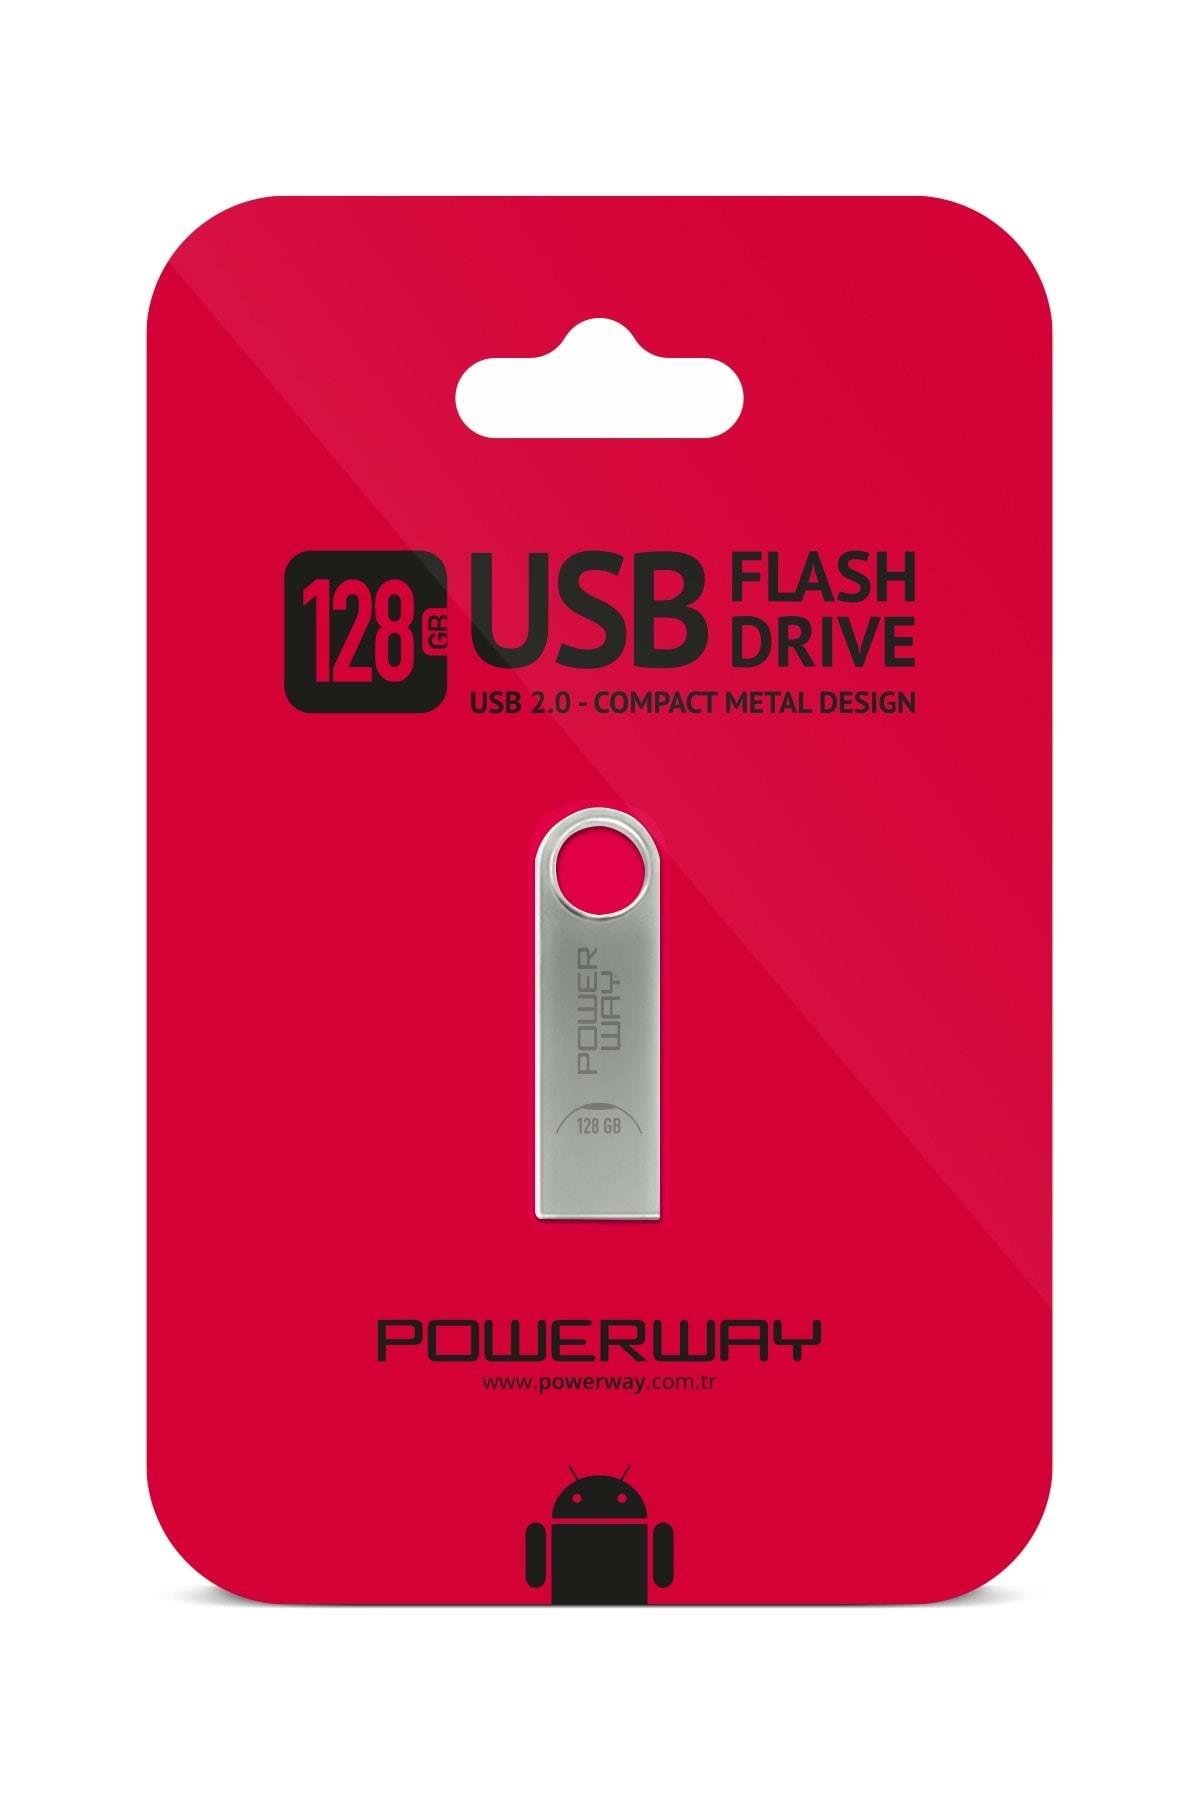 128 GB
USB FLASH DRIVE
USB 2.0 - COMPACT METAL DESIGN
POWER
WAY
128 GB
POWERWAY
www.powerway.com.tr